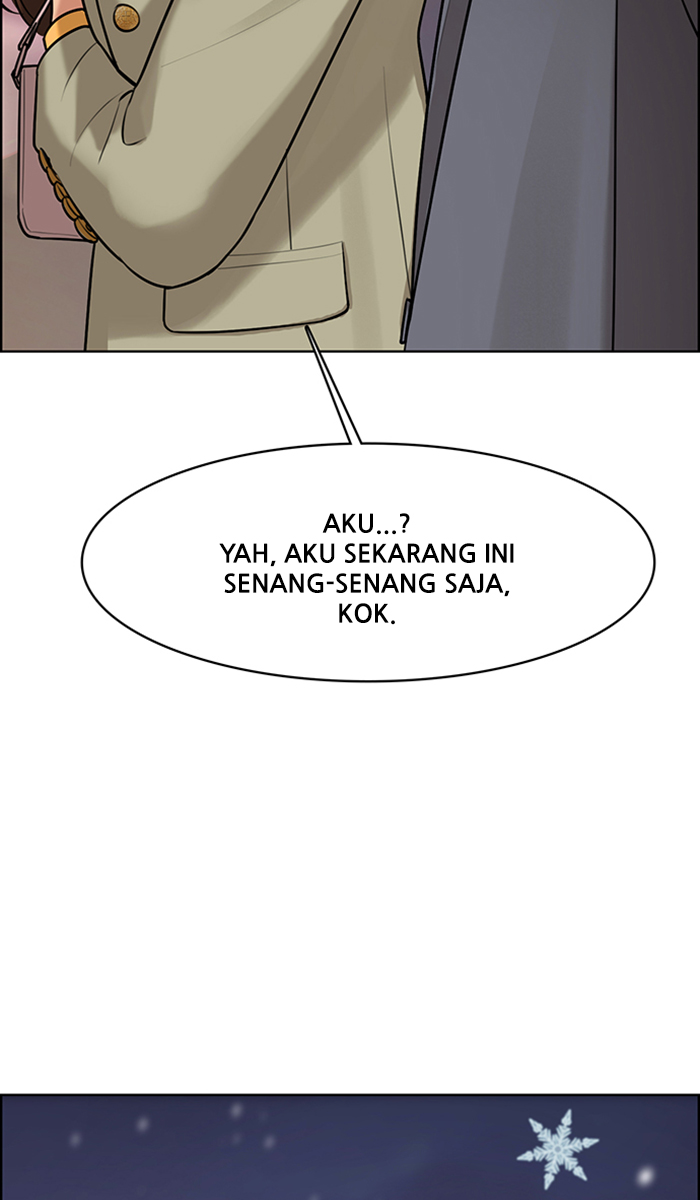 AKU...?
YAH, AKU SEKARANG INI
SENANG-SENANG SAJA,
KOK.